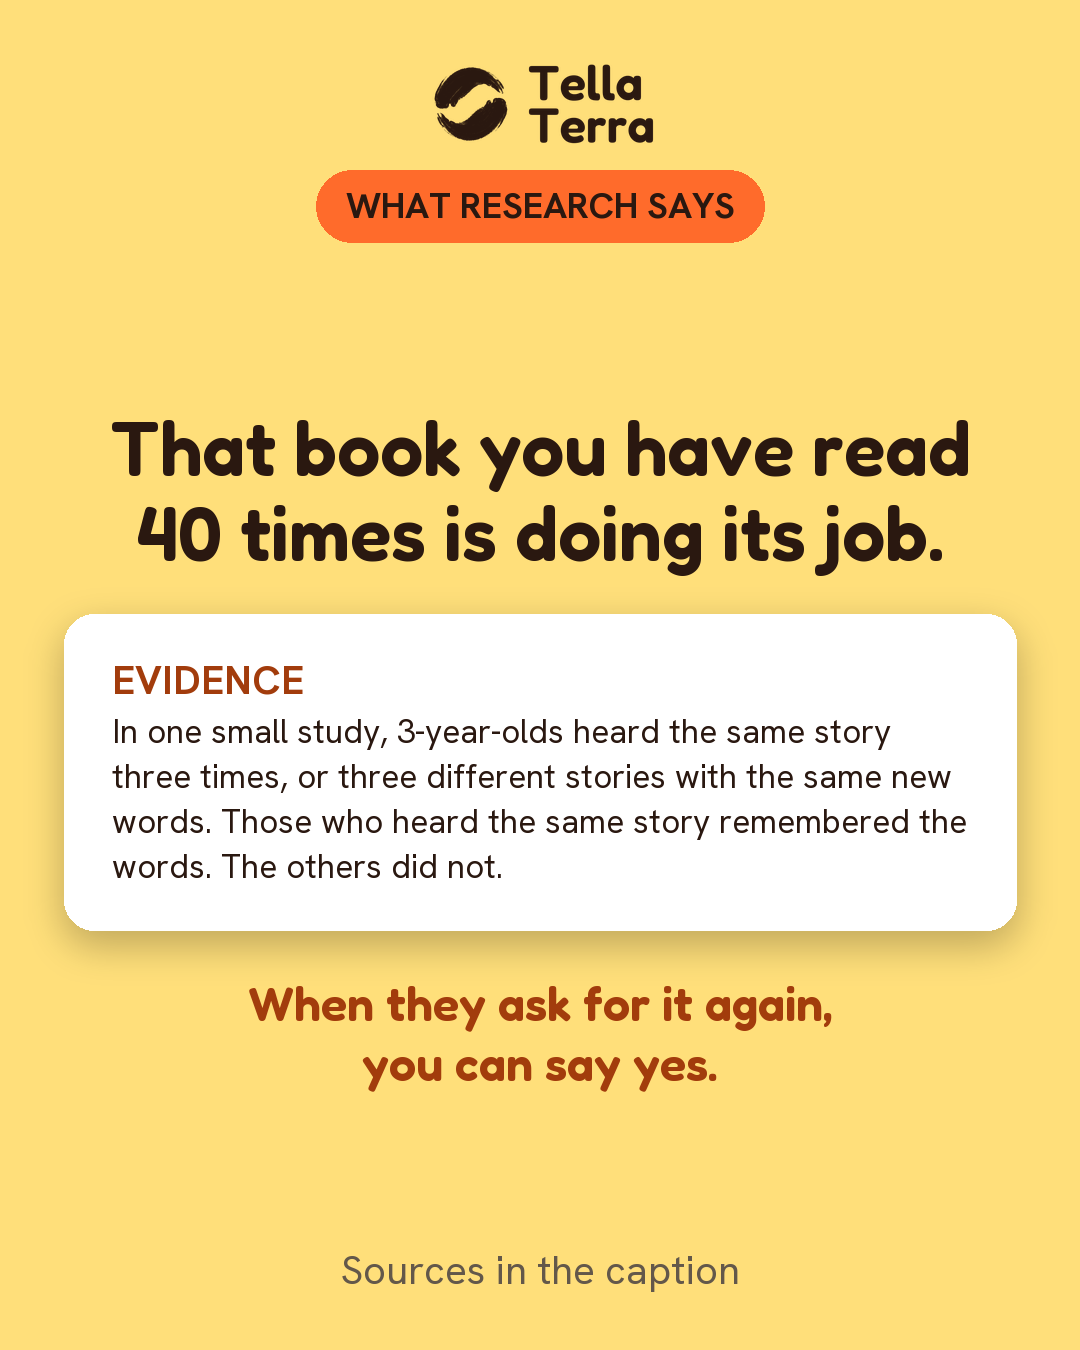 Tella
Terra
WHAT RESEARCH SAYS
That book you have read
40 times is doing its job.
EVIDENCE
In one small study, 3-year-olds heard the same story
three times, or three different stories with the same new
words. Those who heard the same story remembered the
words. The others did not.
When they ask for it again,
you can say yes.
Sources in the caption